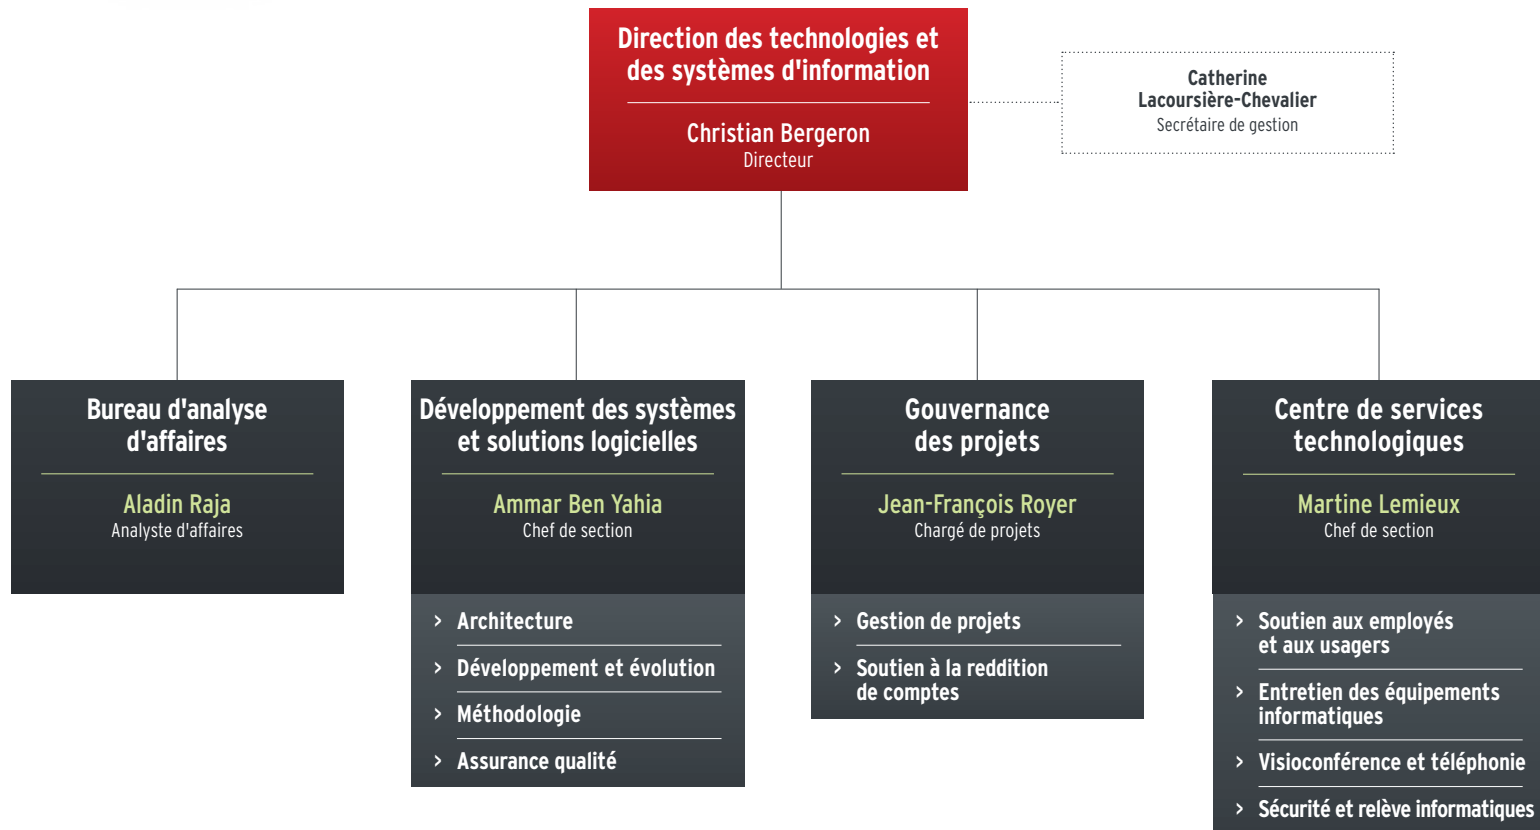 Direction des technologies et
des systèmes d'information
Christian Bergeron
Directeur
Catherine
Lacoursière-Chevalier
Secrétaire de gestion
Bureau d'analyse
d'affaires
Aladin Raja
Analyste d'affaires
Développement des systèmes
et solutions logicielles
Ammar Ben Yahia
Chef de section
> Architecture
> Développement et évolution
> Méthodologie
> Assurance qualité
Gouvernance
des projets
Jean-François Royer
Chargé de projets
> Gestion de projets
> Soutien à la reddition
de comptes
Centre de services
technologiques
Martine Lemieux
Chef de section
> Soutien aux employés
et aux usagers
> Entretien des équipements
informatiques
> Visioconférence et téléphonie
> Sécurité et relève informatiques